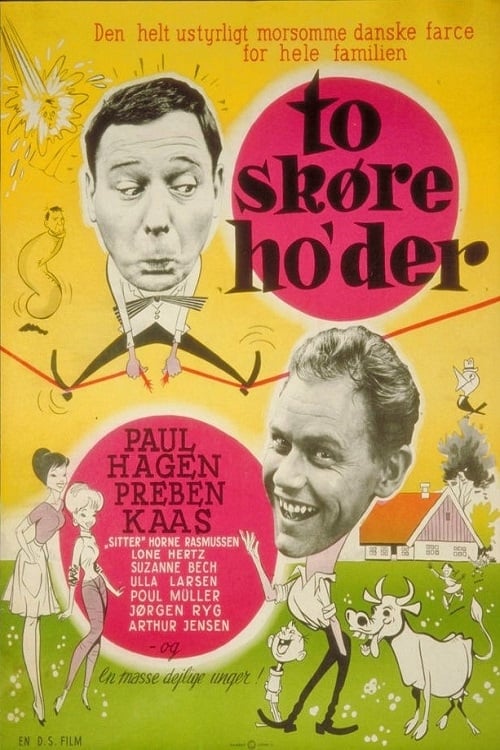 Den helt ustyrligt morsomme danske farce
for hele familien
to
skøre
ho'der
PAUL
HAGEN
PREBEN
KAAS
„SITTER" HORNE RASMUSSEN
LONE HERTZ
SUZANNE BECH
ULLA LARSEN
POUL MÜLLER
JØRGEN RYG
ARTHUR JENSEN
- og
en masse dejlige unger!
EN D.S. FILM